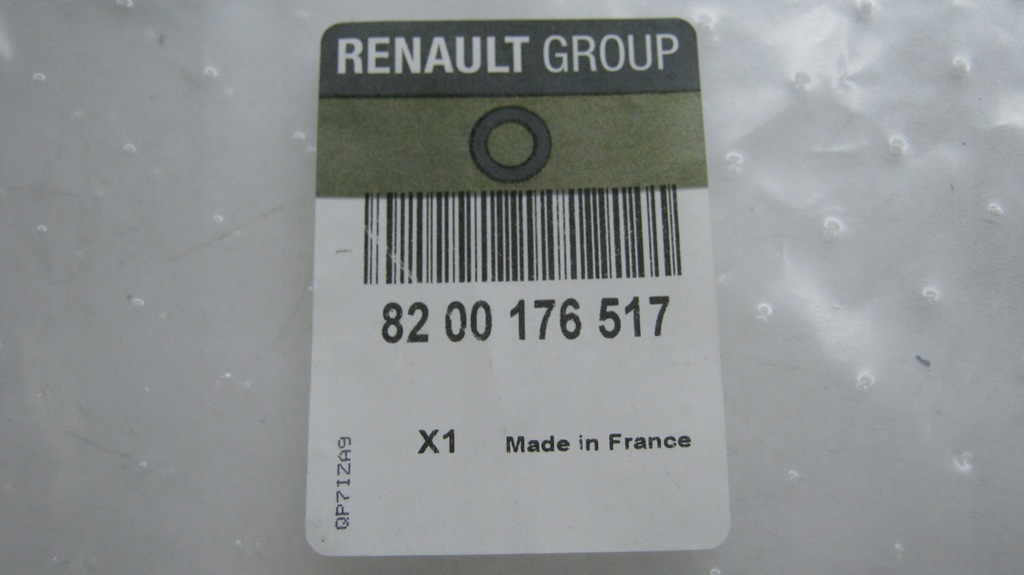 RENAULT GROUP
82 00 176 517
X1 Made in France
QP7IZA9